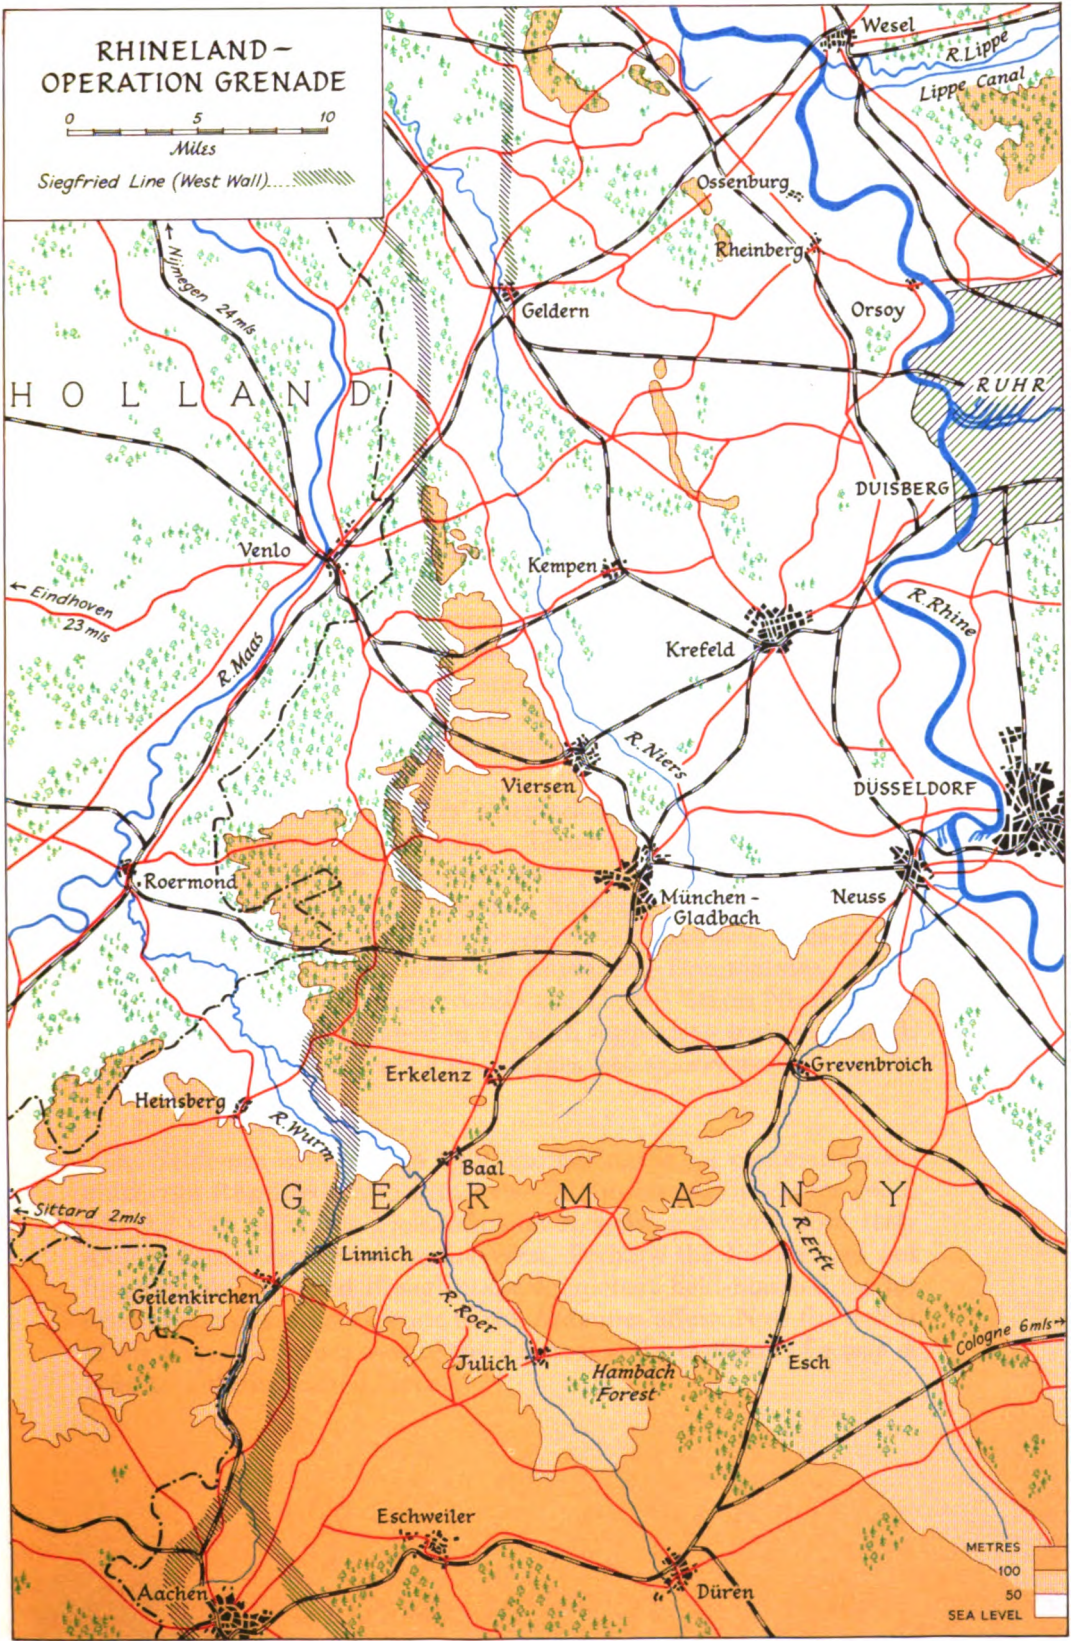 RHINELAND –
OPERATION GRENADE
0 5 10
Miles
Siegfried Line (West Wall).....
Wesel
R. Lippe
Lippe Canal
Ossenburg
Rheinberg
← Nijmegen 24 mls
Geldern
Orsoy
HOLLAND
RUHR
DUISBERG
Venlo
Kempen
← Eindhoven
23 mls
R. Rhine
R. Maas
Krefeld
R. Niers
Viersen
DÜSSELDORF
Roermond
München -
Gladbach
Neuss
Erkelenz
Grevenbroich
Heinsberg
R. Wurm
Baal
GERMANY
← Sittard 2mls
Linnich
R. Erft
Geilenkirchen
R. Roer
Cologne 6mls →
Julich
Hambach
Forest
Esch
Eschweiler
METRES
100
50
SEA LEVEL
Aachen
Düren